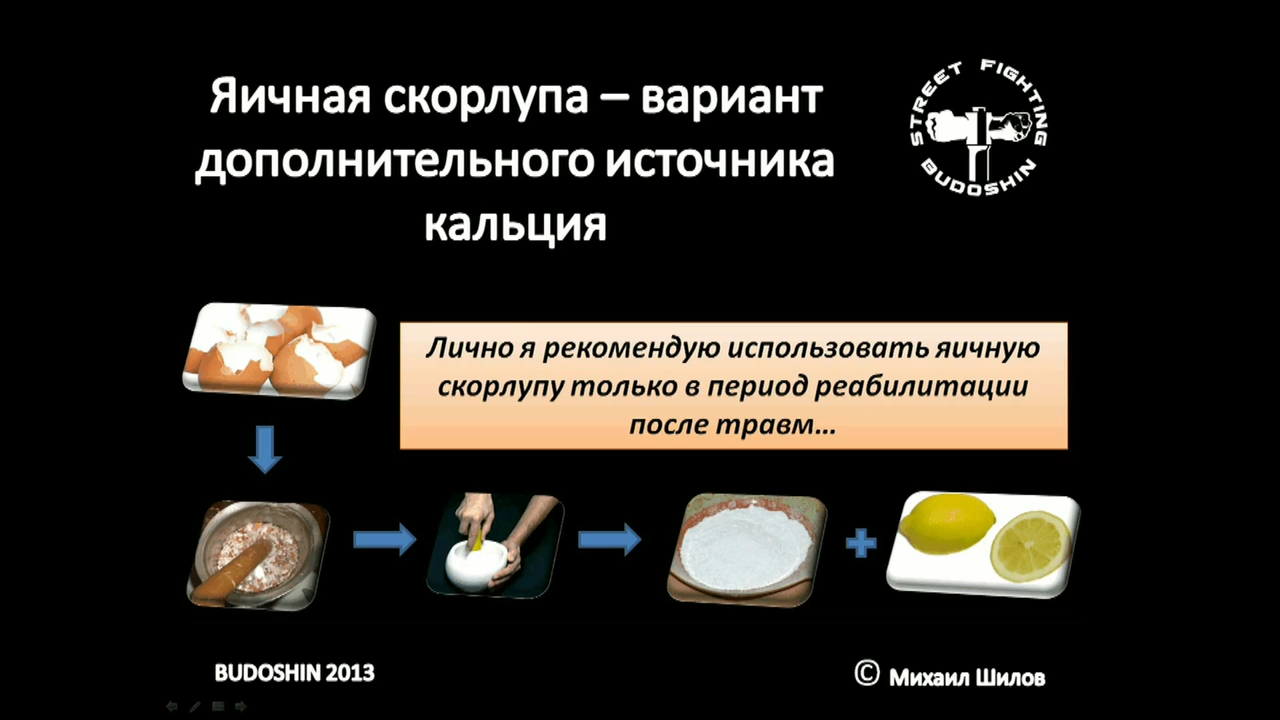 Яичная скорлупа – вариант
дополнительного источника
кальция
STREET FIGHTING
BUDOSHIN
Лично я рекомендую использовать яичную
скорлупу только в период реабилитации
после травм...
BUDOSHIN 2013
© Михаил Шилов